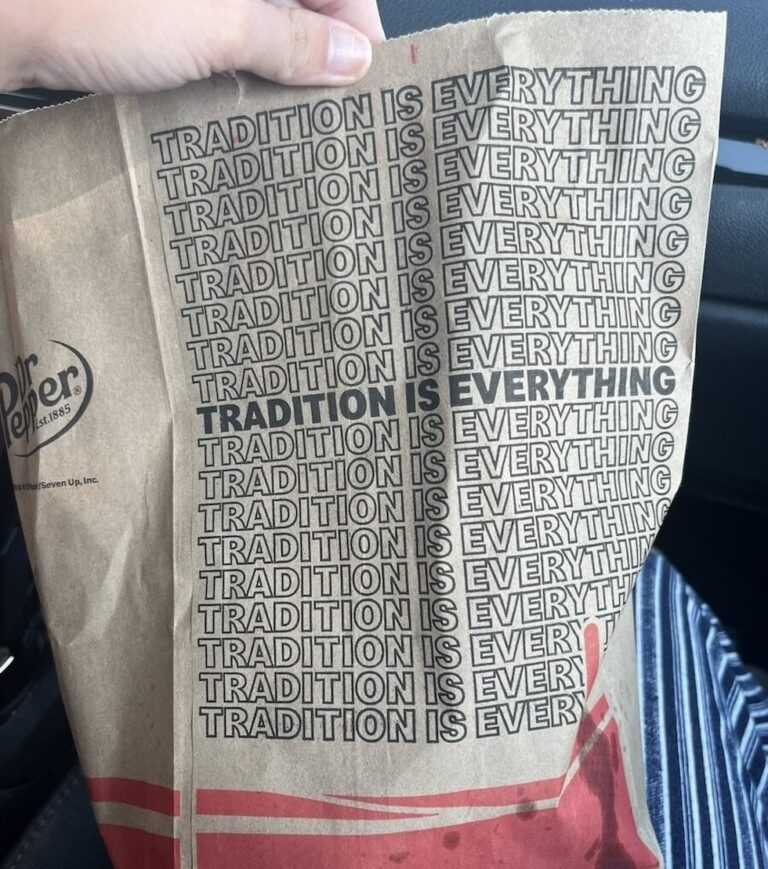 TRADITION IS EVERYTHING
TRADITION IS EVERYTHING
TRADITION IS EVERYTHING
TRADITION IS EVERYTHING
TRADITION IS EVERYTHING
TRADITION IS EVERYTHING
TRADITION IS EVERYTHING
TRADITION IS EVERYTHING
TRADITION IS EVERYTHING
TRADITION IS EVERYTHING
TRADITION IS EVERYTHING
TRADITION IS EVERYTHING
TRADITION IS EVERYTHING
TRADITION IS EVERYTHIN
TRADITION IS EVERYTH
TRADITION IS EVERY T
TRADITION IS EVERY
TRADITION IS EVERY
Dr
Pepper®
Est.1885
/Seven Up, Inc.